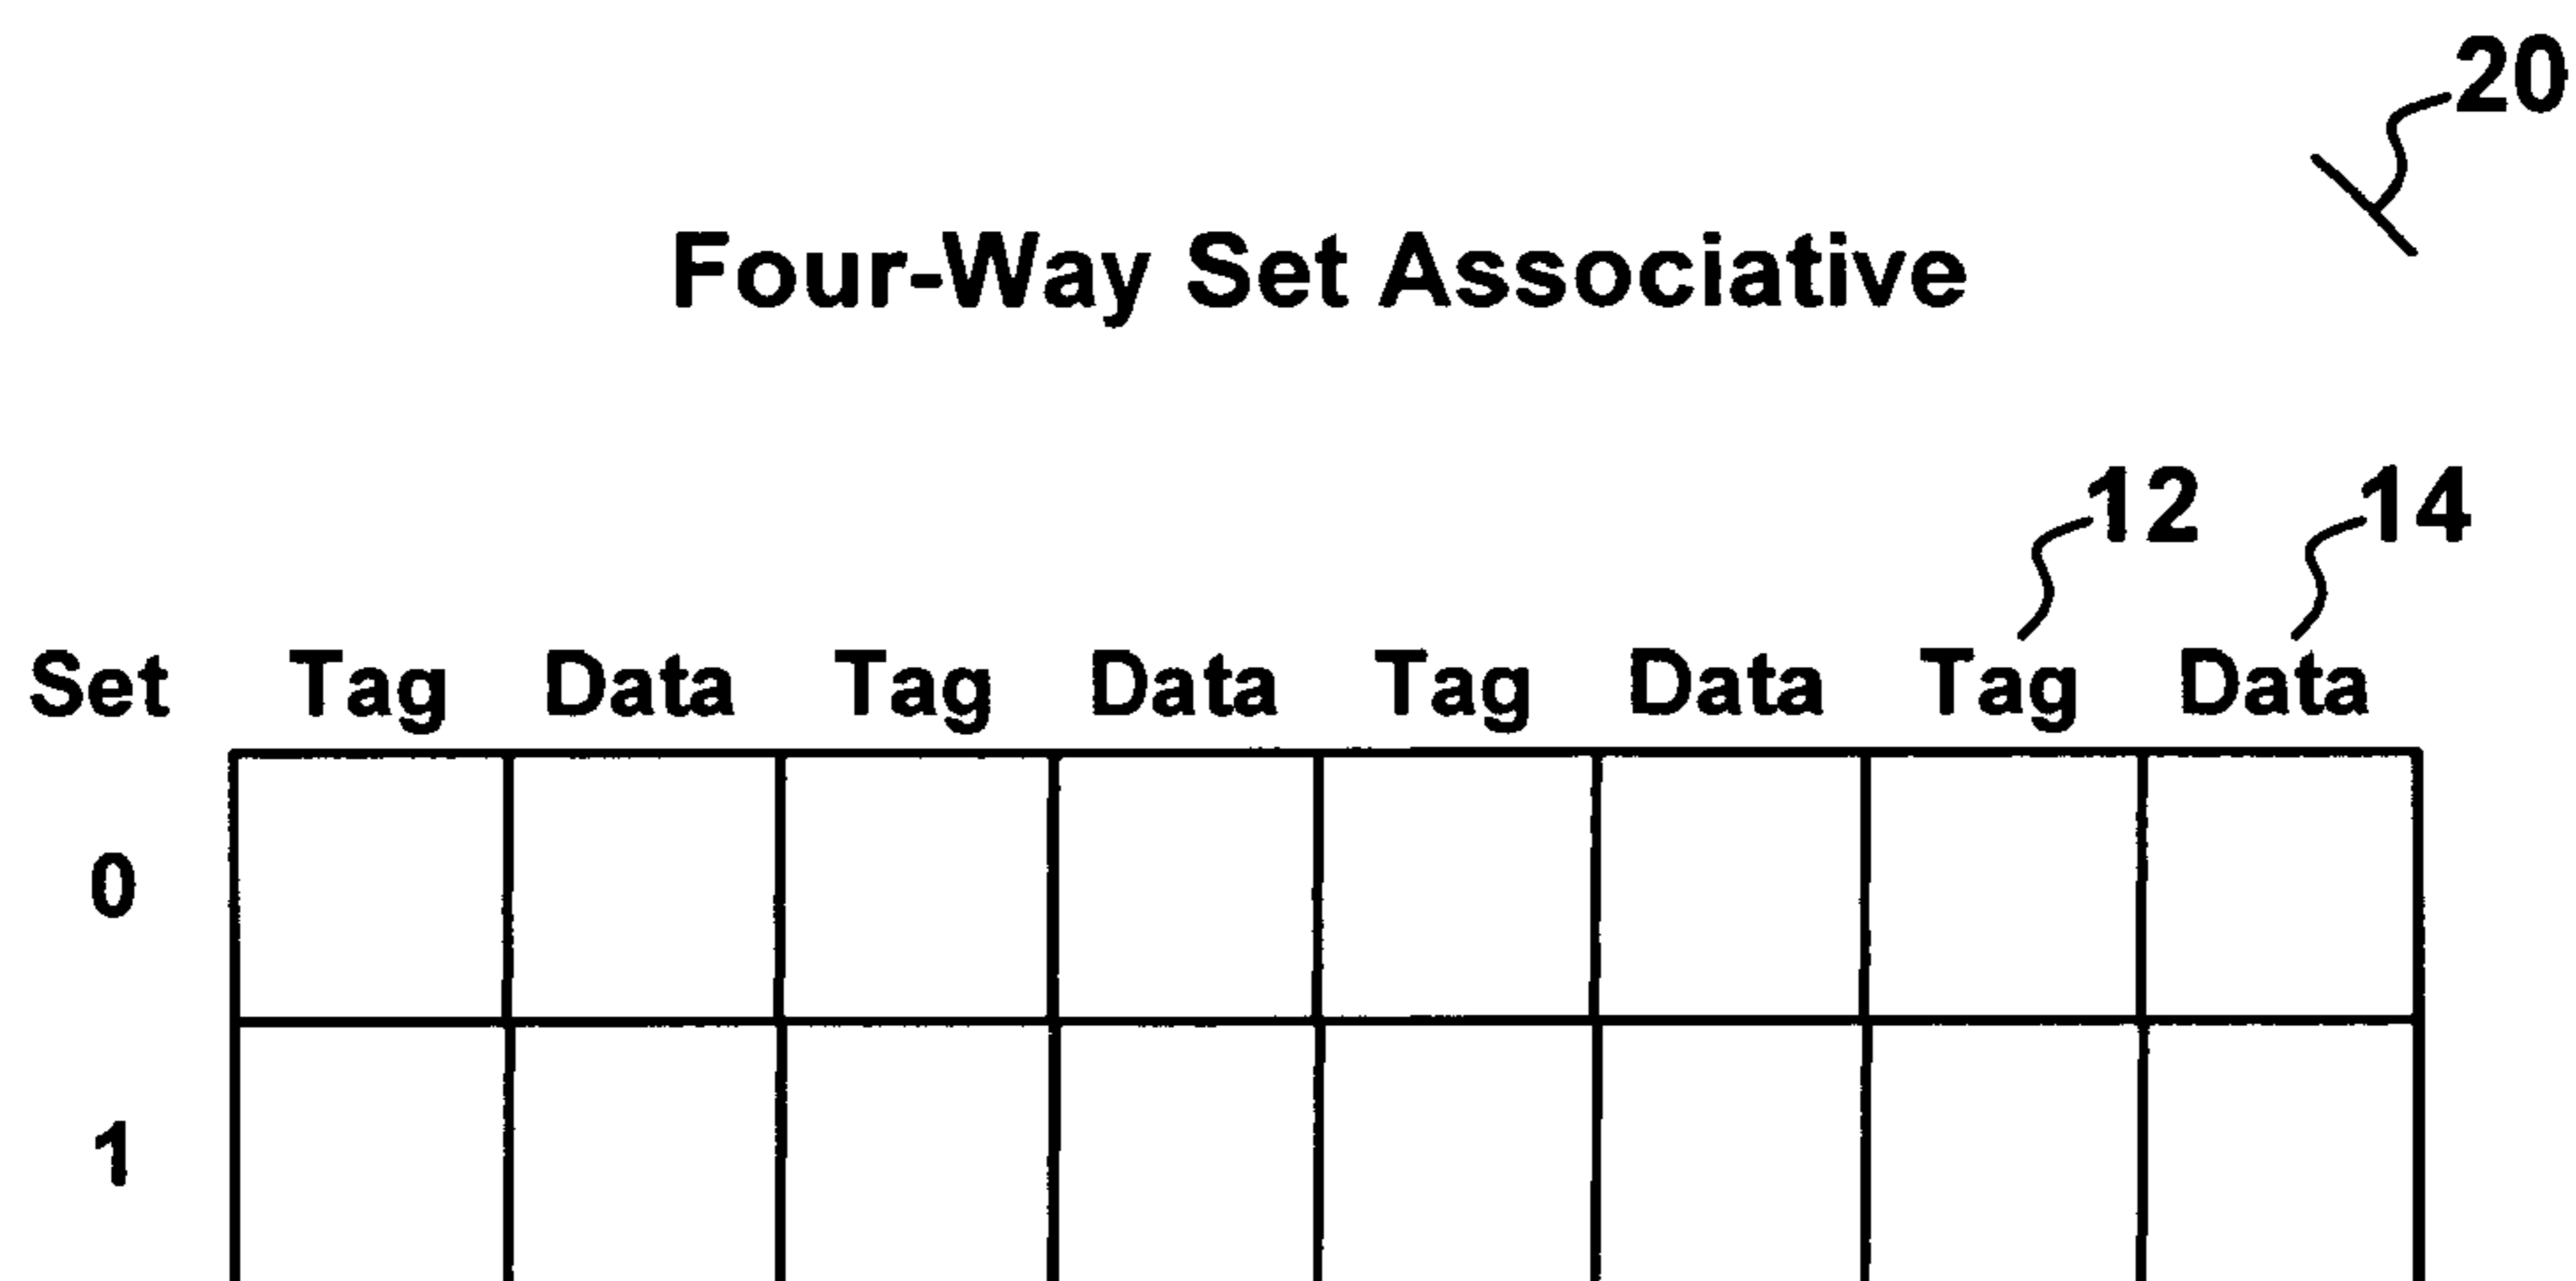 20
Four-Way Set Associative
12 14
Set Tag Data Tag Data Tag Data Tag Data
0
1